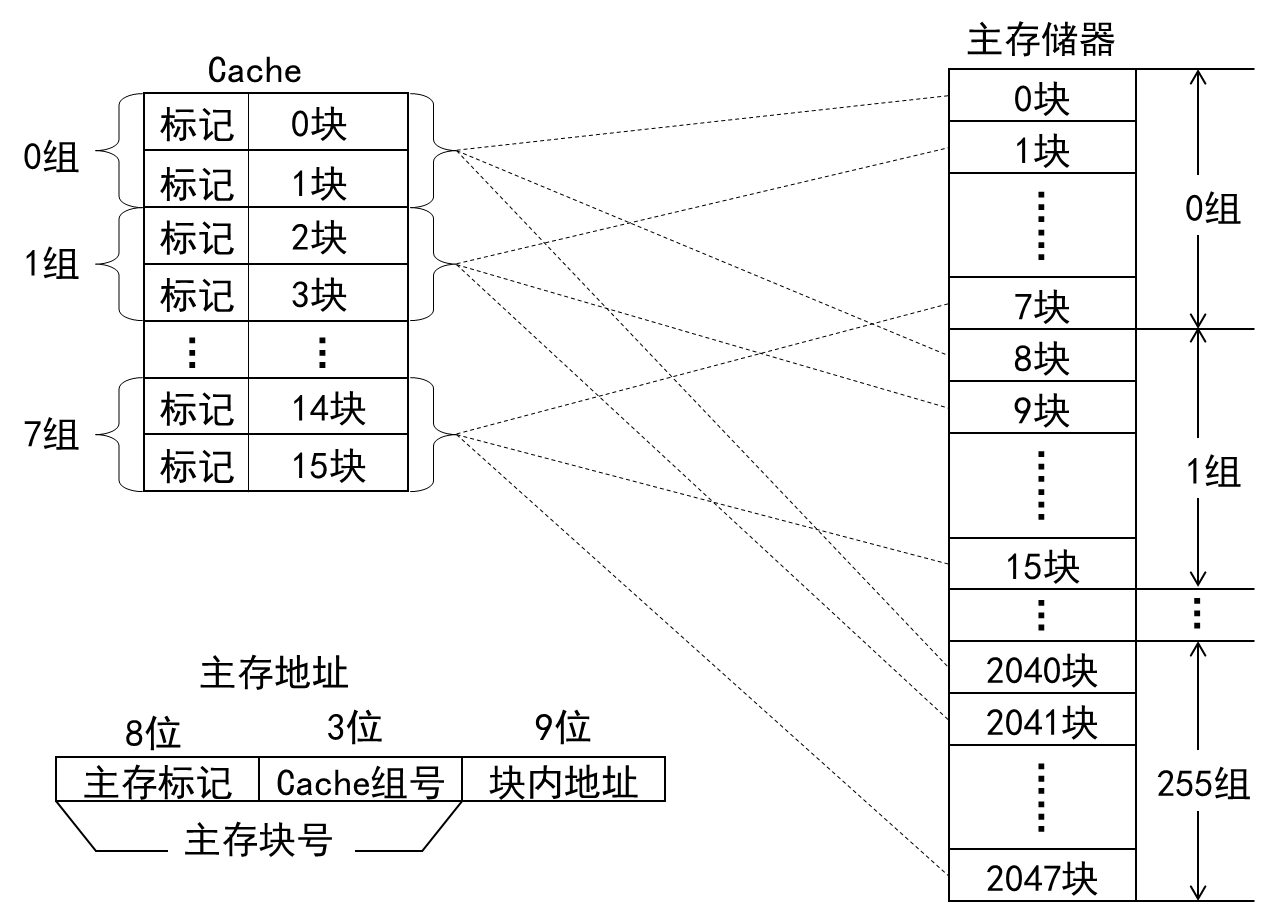 Cache
0组
标记 0块
标记 1块
1组
标记 2块
标记 3块
⋮ ⋮
7组
标记 14块
标记 15块
主存储器
0块
1块
⋮
7块
0组
8块
9块
⋮
15块
1组
⋮ ⋮
2040块
2041块
⋮
2047块
255组
主存地址
8位 3位 9位
主存标记 Cache组号 块内地址
主存块号